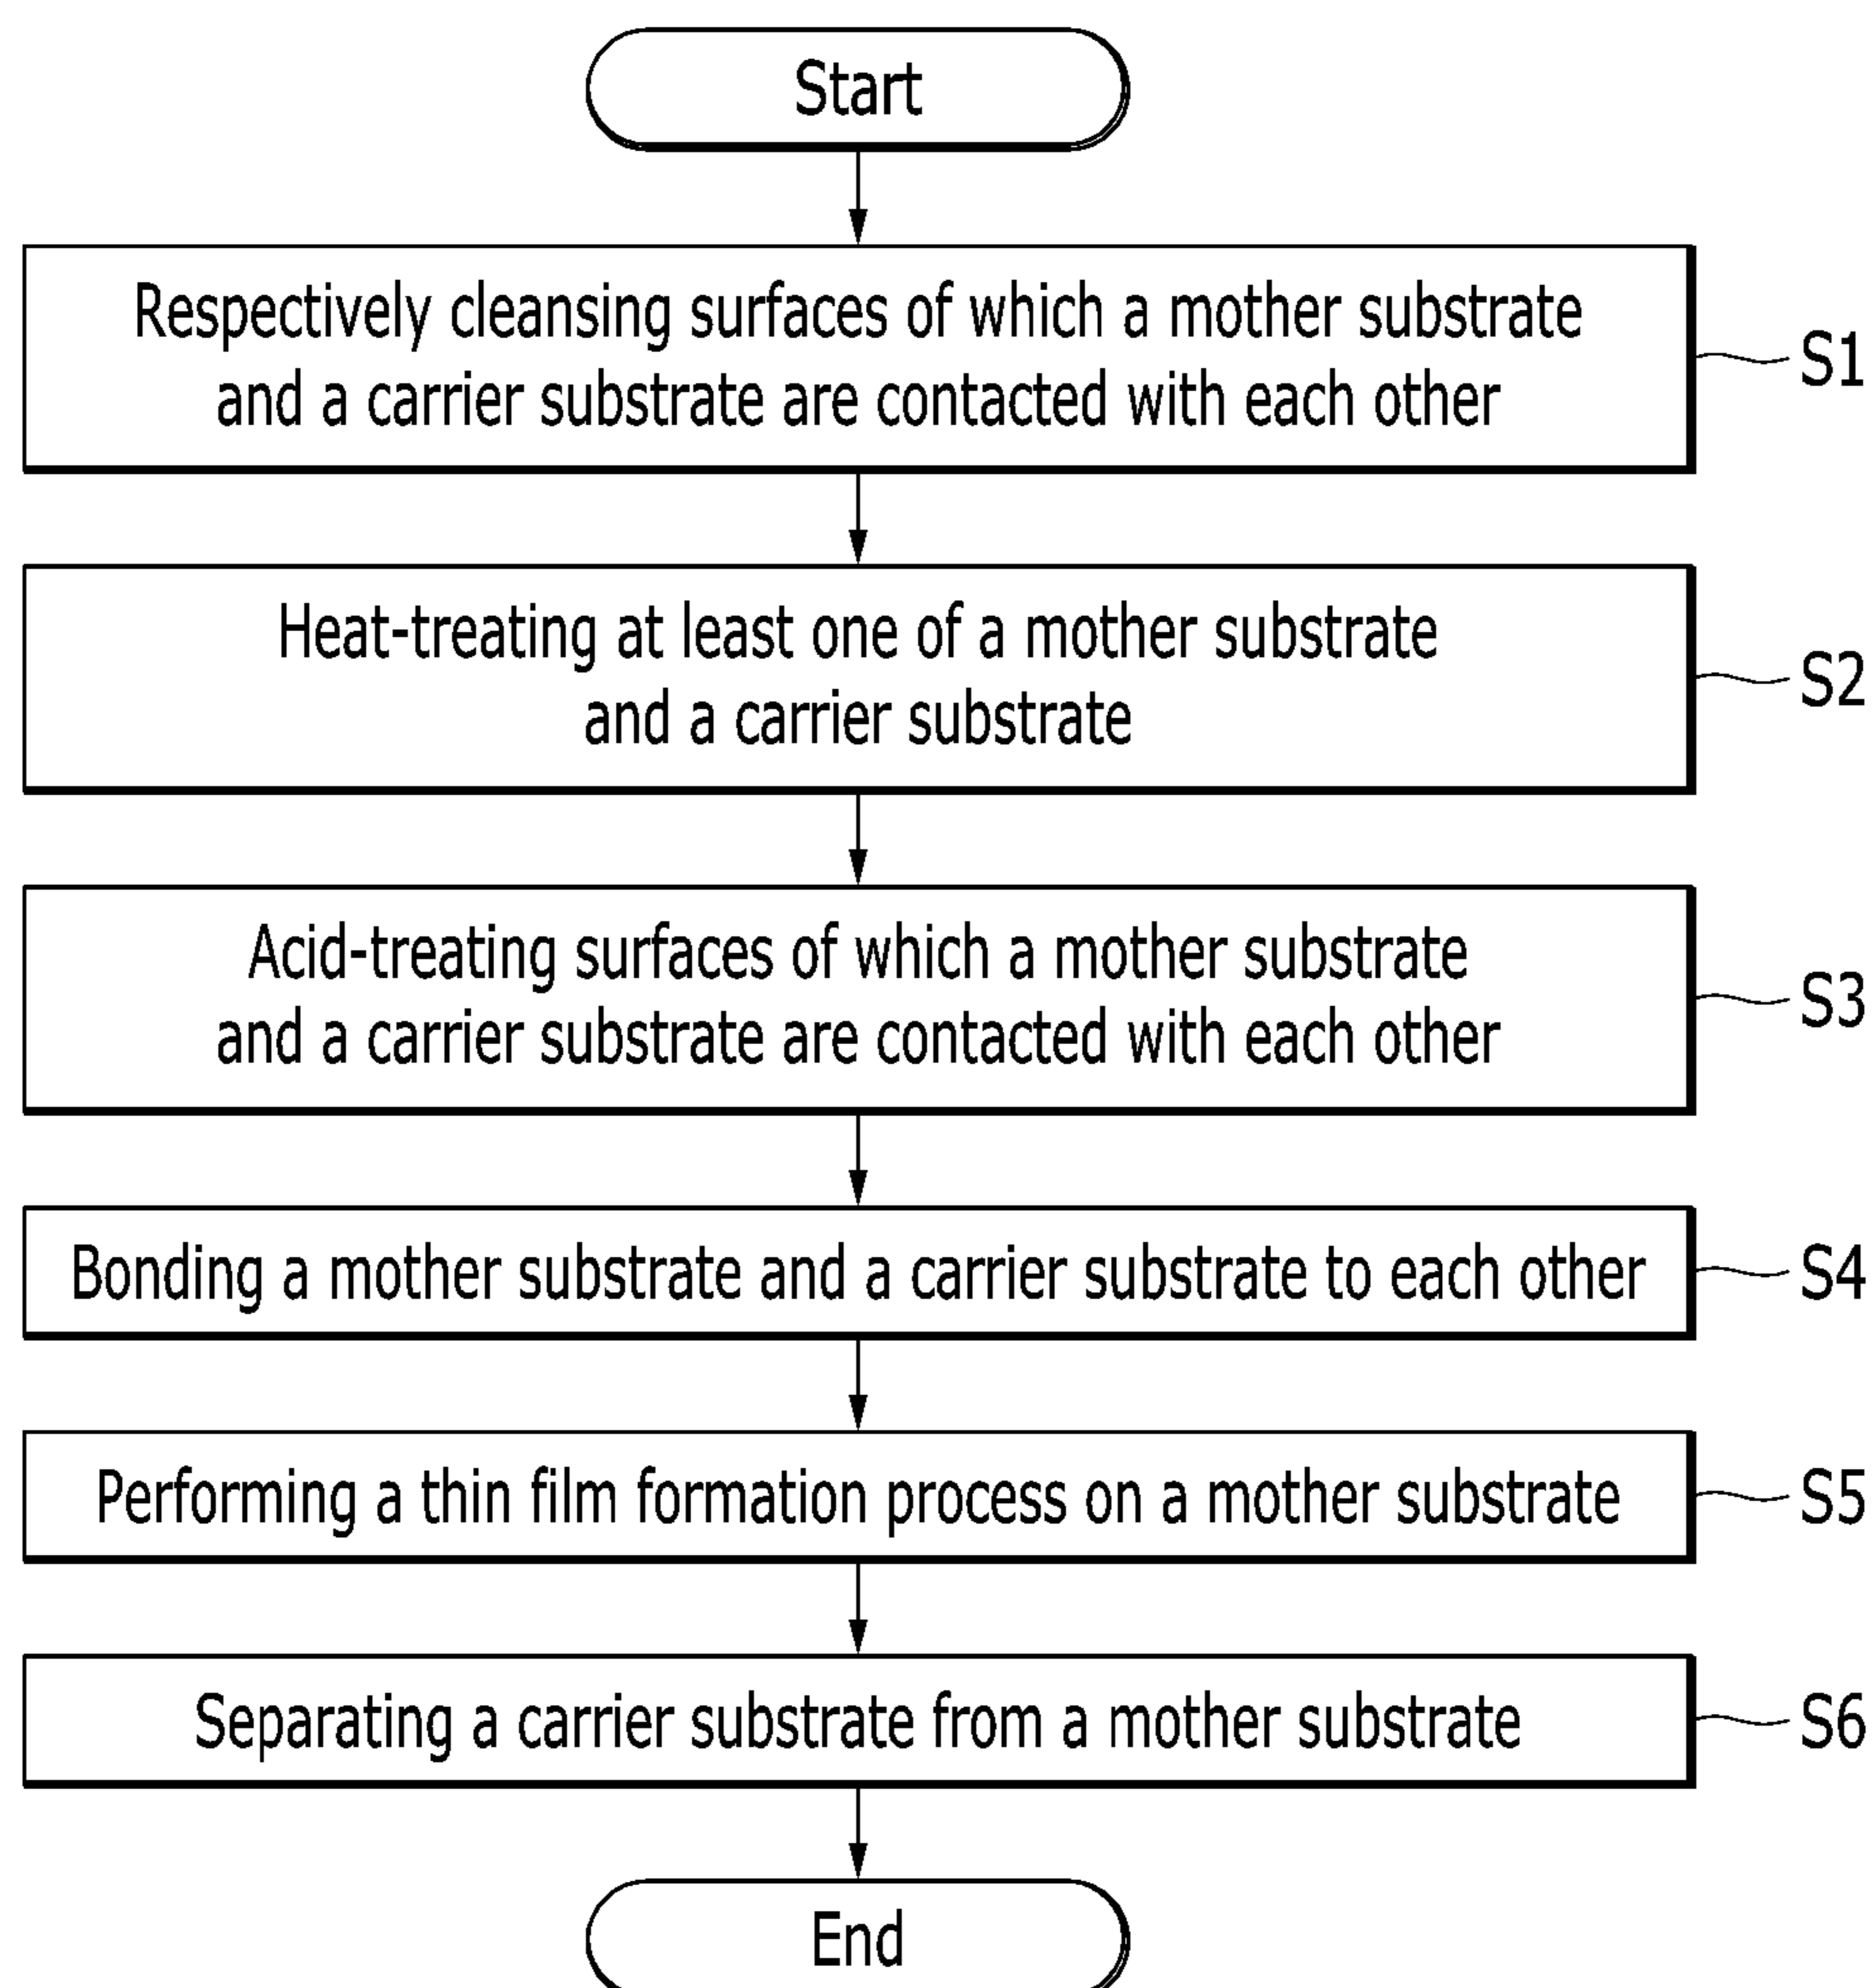 Start
Respectively cleansing surfaces of which a mother substrate
and a carrier substrate are contacted with each other
S1
Heat-treating at least one of a mother substrate
and a carrier substrate
S2
Acid-treating surfaces of which a mother substrate
and a carrier substrate are contacted with each other
S3
Bonding a mother substrate and a carrier substrate to each other
S4
Performing a thin film formation process on a mother substrate
S5
Separating a carrier substrate from a mother substrate
S6
End